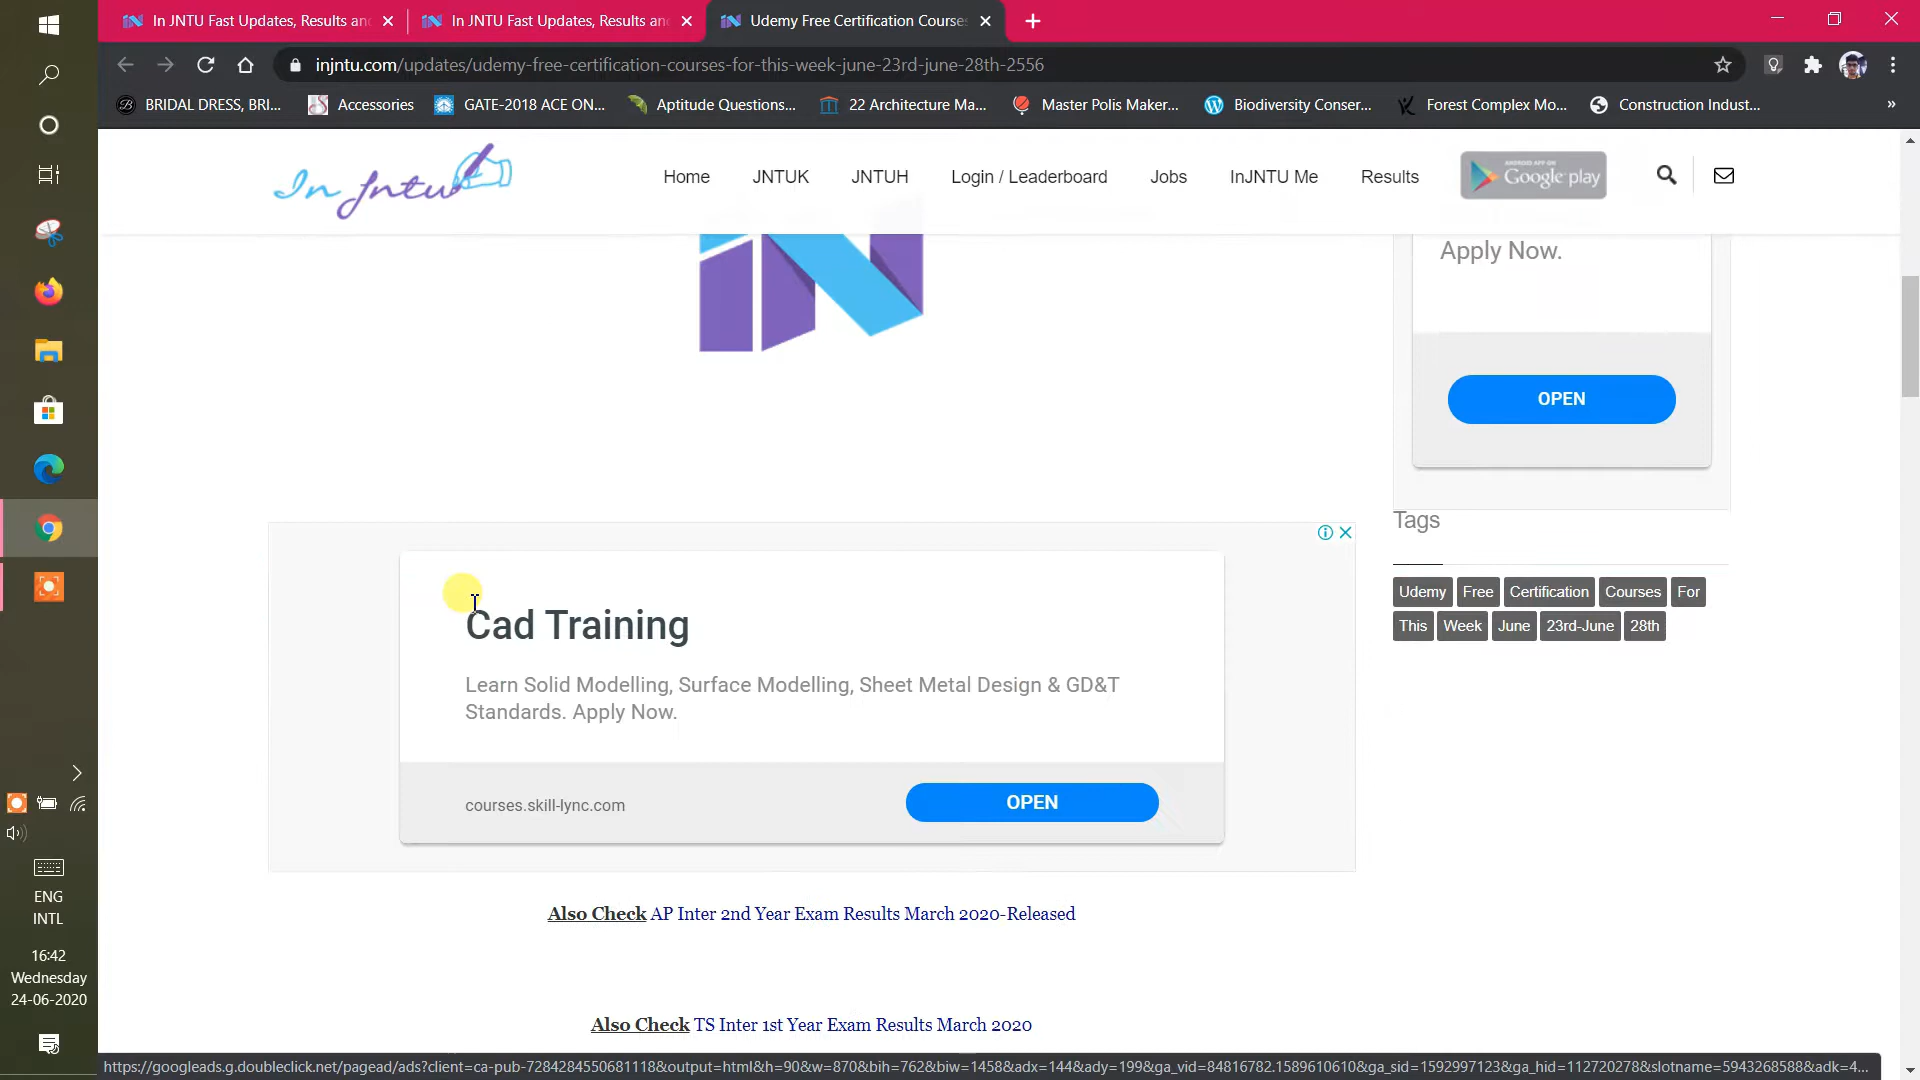 In JNTU Fast Updates, Results an
In JNTU Fast Updates, Results an
Udemy Free Certification Courses
injntu.com/updates/udemy-free-certification-courses-for-this-week-june-23rd-june-28th-2556
BRIDAL DRESS, BRI...
Accessories
GATE-2018 ACE ON...
Aptitude Questions...
22 Architecture Ma...
Master Polis Maker...
Biodiversity Conser...
Forest Complex Mo...
Construction Indust...
»
In Jntu
Home
JNTUK
JNTUH
Login / Leaderboard
Jobs
InJNTU Me
Results
ANDROID APP ON
Google play
iN
Apply Now.
OPEN
Tags
Udemy Free Certification Courses For
This Week June 23rd-June 28th
Cad Training
Learn Solid Modelling, Surface Modelling, Sheet Metal Design & GD&T
Standards. Apply Now.
courses.skill-lync.com
OPEN
Also Check AP Inter 2nd Year Exam Results March 2020-Released
Also Check TS Inter 1st Year Exam Results March 2020
https://googleads.g.doubleclick.net/pagead/ads?client=ca-pub-7284284550681118&output=html&h=90&w=870&bih=762&biw=1458&adx=144&ady=199&ga_vid=84816782.1589610610&ga_sid=1592997123&ga_hid=112720278&slotname=5943268588&adk=4...
ENG
INTL
16:42
Wednesday
24-06-2020